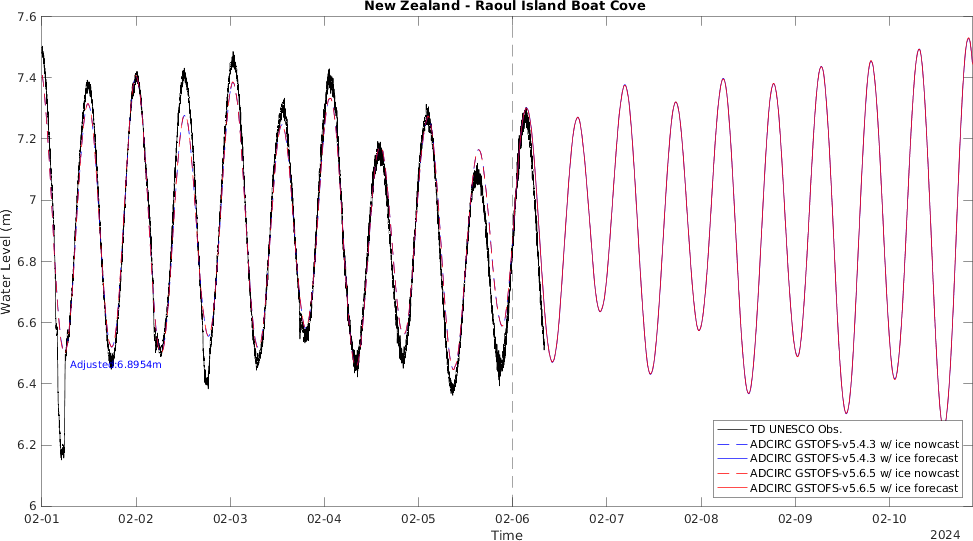 New Zealand - Raoul Island Boat Cove
7.6
7.4
7.2
7
6.8
6.6
6.4
6.2
6
Water Level (m)
Adjusted:6.8954m
TD UNESCO Obs.
ADCIRC GSTOFS-v5.4.3 w/ ice nowcast
ADCIRC GSTOFS-v5.4.3 w/ ice forecast
ADCIRC GSTOFS-v5.6.5 w/ ice nowcast
ADCIRC GSTOFS-v5.6.5 w/ ice forecast
02-01 02-02 02-03 02-04 02-05 02-06 02-07 02-08 02-09 02-10
Time
2024